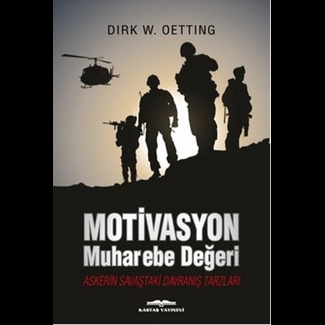 DIRK W. OETTING
MOTİVASYON
Muharebe Değeri
ASKERİN SAVAŞTAKİ DAVRANIŞ TARZLARI
KASTAŞ YAYINEVİ